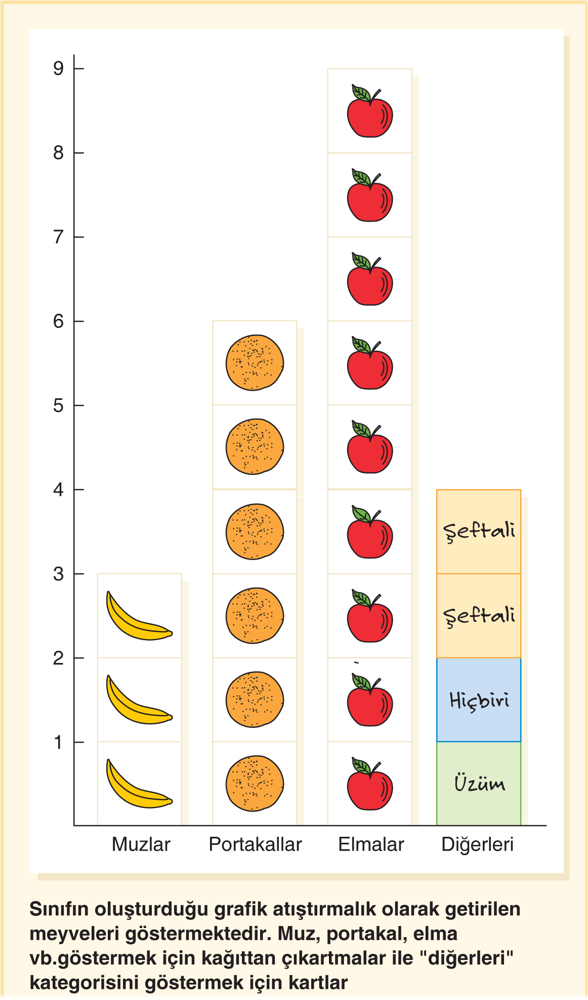 9
8
7
6
5
4
3
2
1
Şeftali
Şeftali
Hiçbiri
Üzüm
Muzlar Portakallar Elmalar Diğerleri
Sınıfın oluşturduğu grafik atıştırmalık olarak getirilen
meyveleri göstermektedir. Muz, portakal, elma
vb.göstermek için kağıttan çıkartmalar ile "diğerleri"
kategorisini göstermek için kartlar